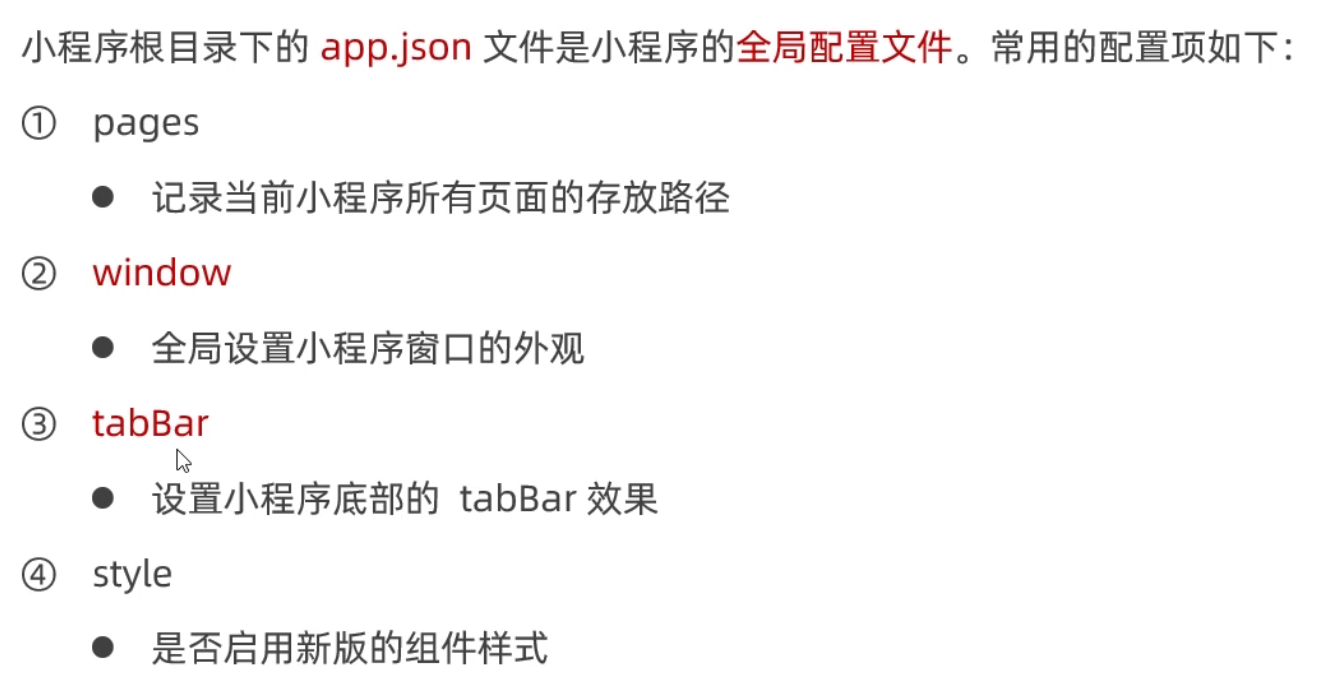 小程序根目录下的 app.json 文件是小程序的全局配置文件。常用的配置项如下：
① pages
● 记录当前小程序所有页面的存放路径
② window
● 全局设置小程序窗口的外观
③ tabBar
● 设置小程序底部的 tabBar 效果
④ style
● 是否启用新版的组件样式